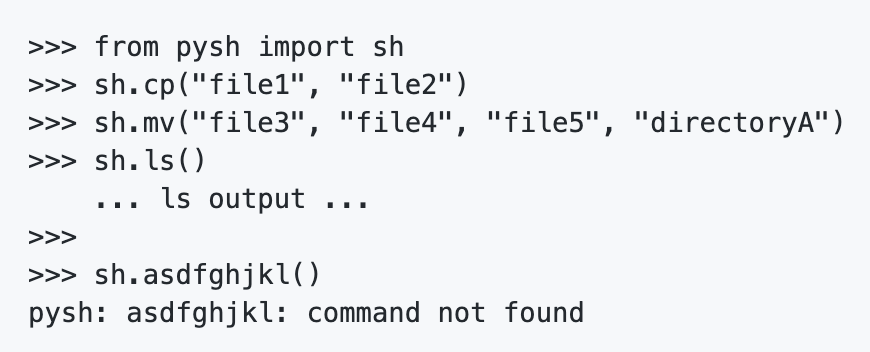 >>> from pysh import sh
>>> sh.cp("file1", "file2")
>>> sh.mv("file3", "file4", "file5", "directoryA")
>>> sh.ls()
    ... ls output ...
>>>
>>> sh.asdfghjkl()
pysh: asdfghjkl: command not found